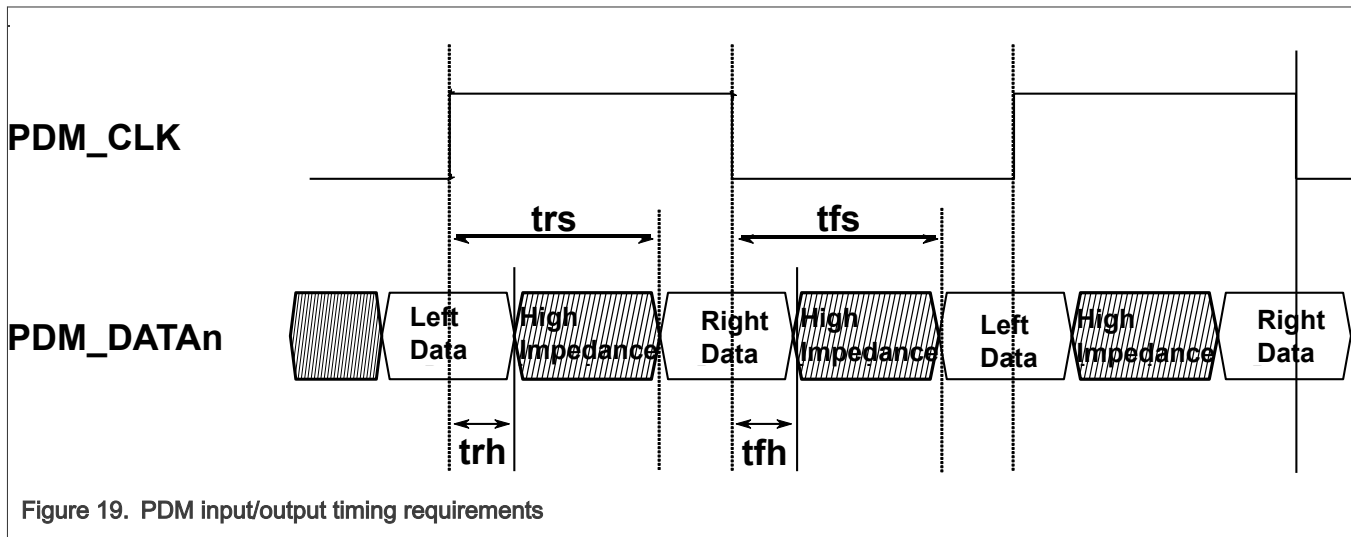 PDM_CLK
trs
tfs
PDM_DATAn
Left
Data
High
Impedance
Right
Data
High
Impedance
Left
Data
High
Impedance
Right
Data
trh
tfh
Figure 19. PDM input/output timing requirements